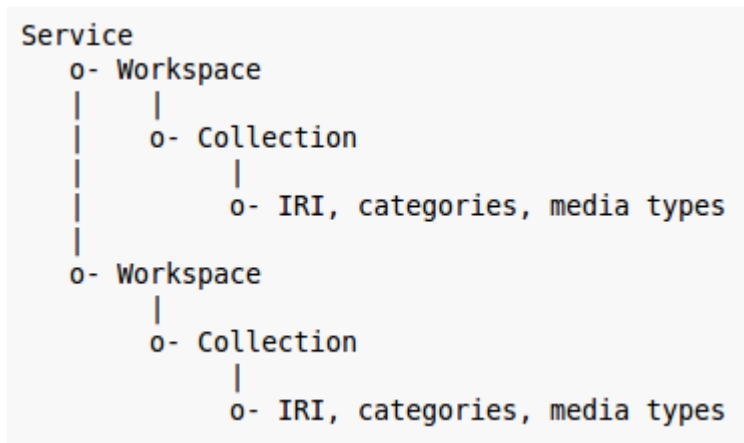 Service
   o- Workspace
   |    |
   |    o- Collection
   |         |
   |         o- IRI, categories, media types
   |
   o- Workspace
        |
        o- Collection
             |
             o- IRI, categories, media types